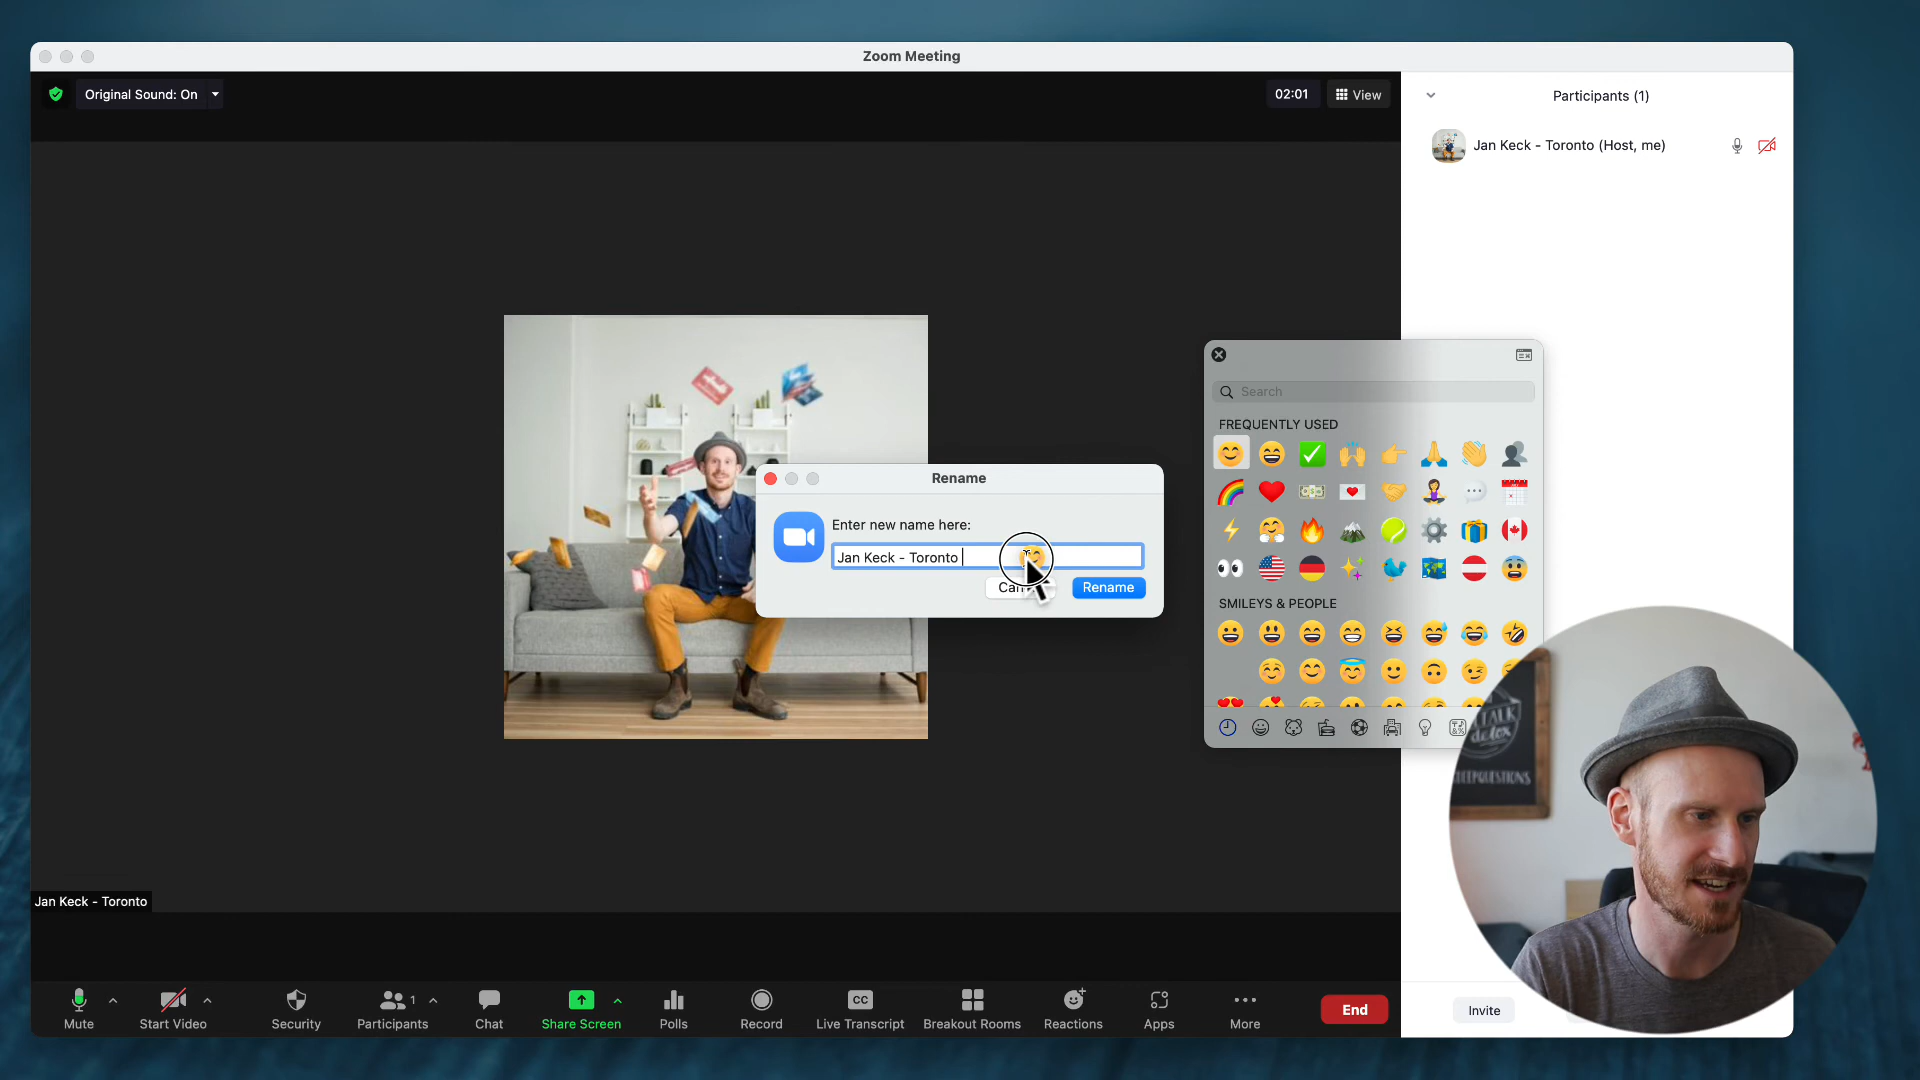 Zoom Meeting
Original Sound: On
02:01
View
Participants (1)
Jan Keck - Toronto (Host, me)
Search
FREQUENTLY USED
Rename
Enter new name here:
Jan Keck - Toronto
Rename
SMILEYS & PEOPLE
TALK
detox
Jan Keck - Toronto
Mute
Start Video
Security
1
Participants
Chat
Share Screen
Polls
Record
CC
Live Transcript
Breakout Rooms
Reactions
Apps
More
End
Invite